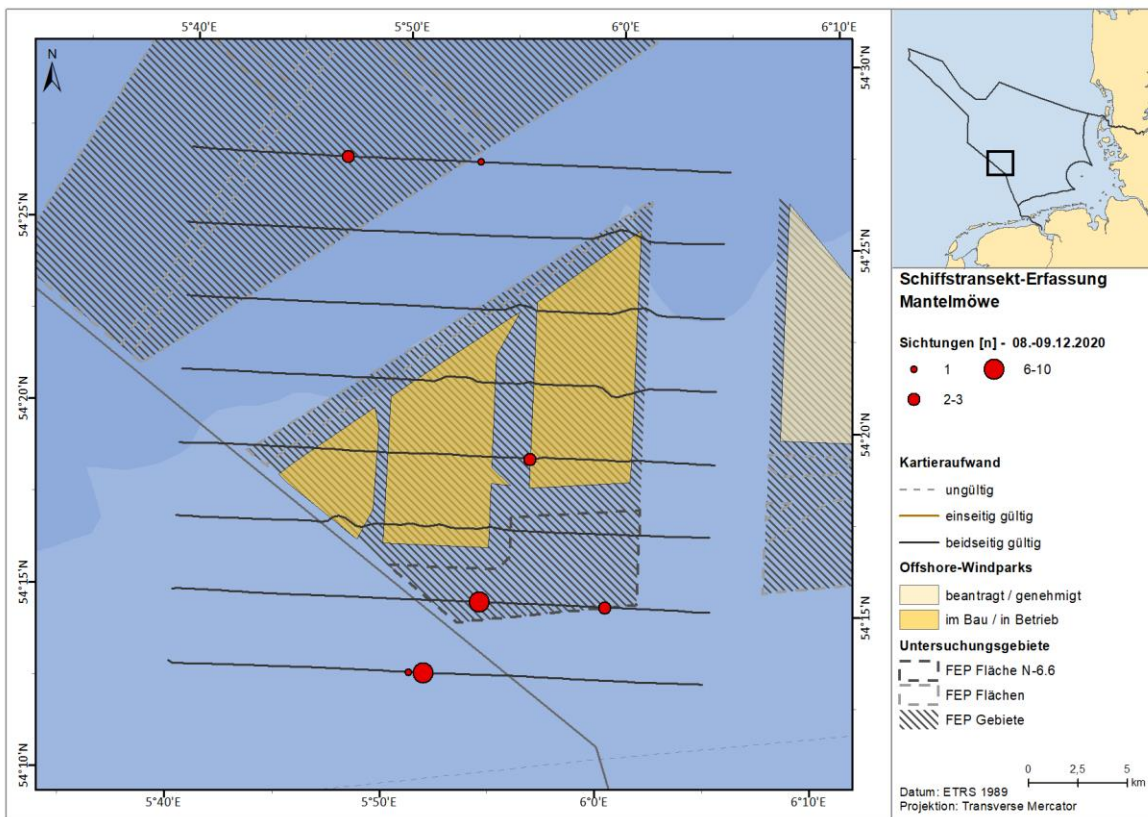 5°40'E
5°50'E
6°0'E
6°10'E
N
54°30'N
54°25'N
54°25'N
54°20'N
54°20'N
54°15'N
54°15'N
54°10'N
5°40'E
5°50'E
6°0'E
6°10'E
Schiffstransekt-Erfassung
Mantelmöwe
Sichtungen [n] - 08.-09.12.2020
1
6-10
2-3
Kartieraufwand
ungültig
einseitig gültig
beidseitig gültig
Offshore-Windparks
beantragt / genehmigt
im Bau / in Betrieb
Untersuchungsgebiete
FEP Fläche N-6.6
FEP Flächen
FEP Gebiete
0 2,5 5
km
Datum: ETRS 1989
Projektion: Transverse Mercator